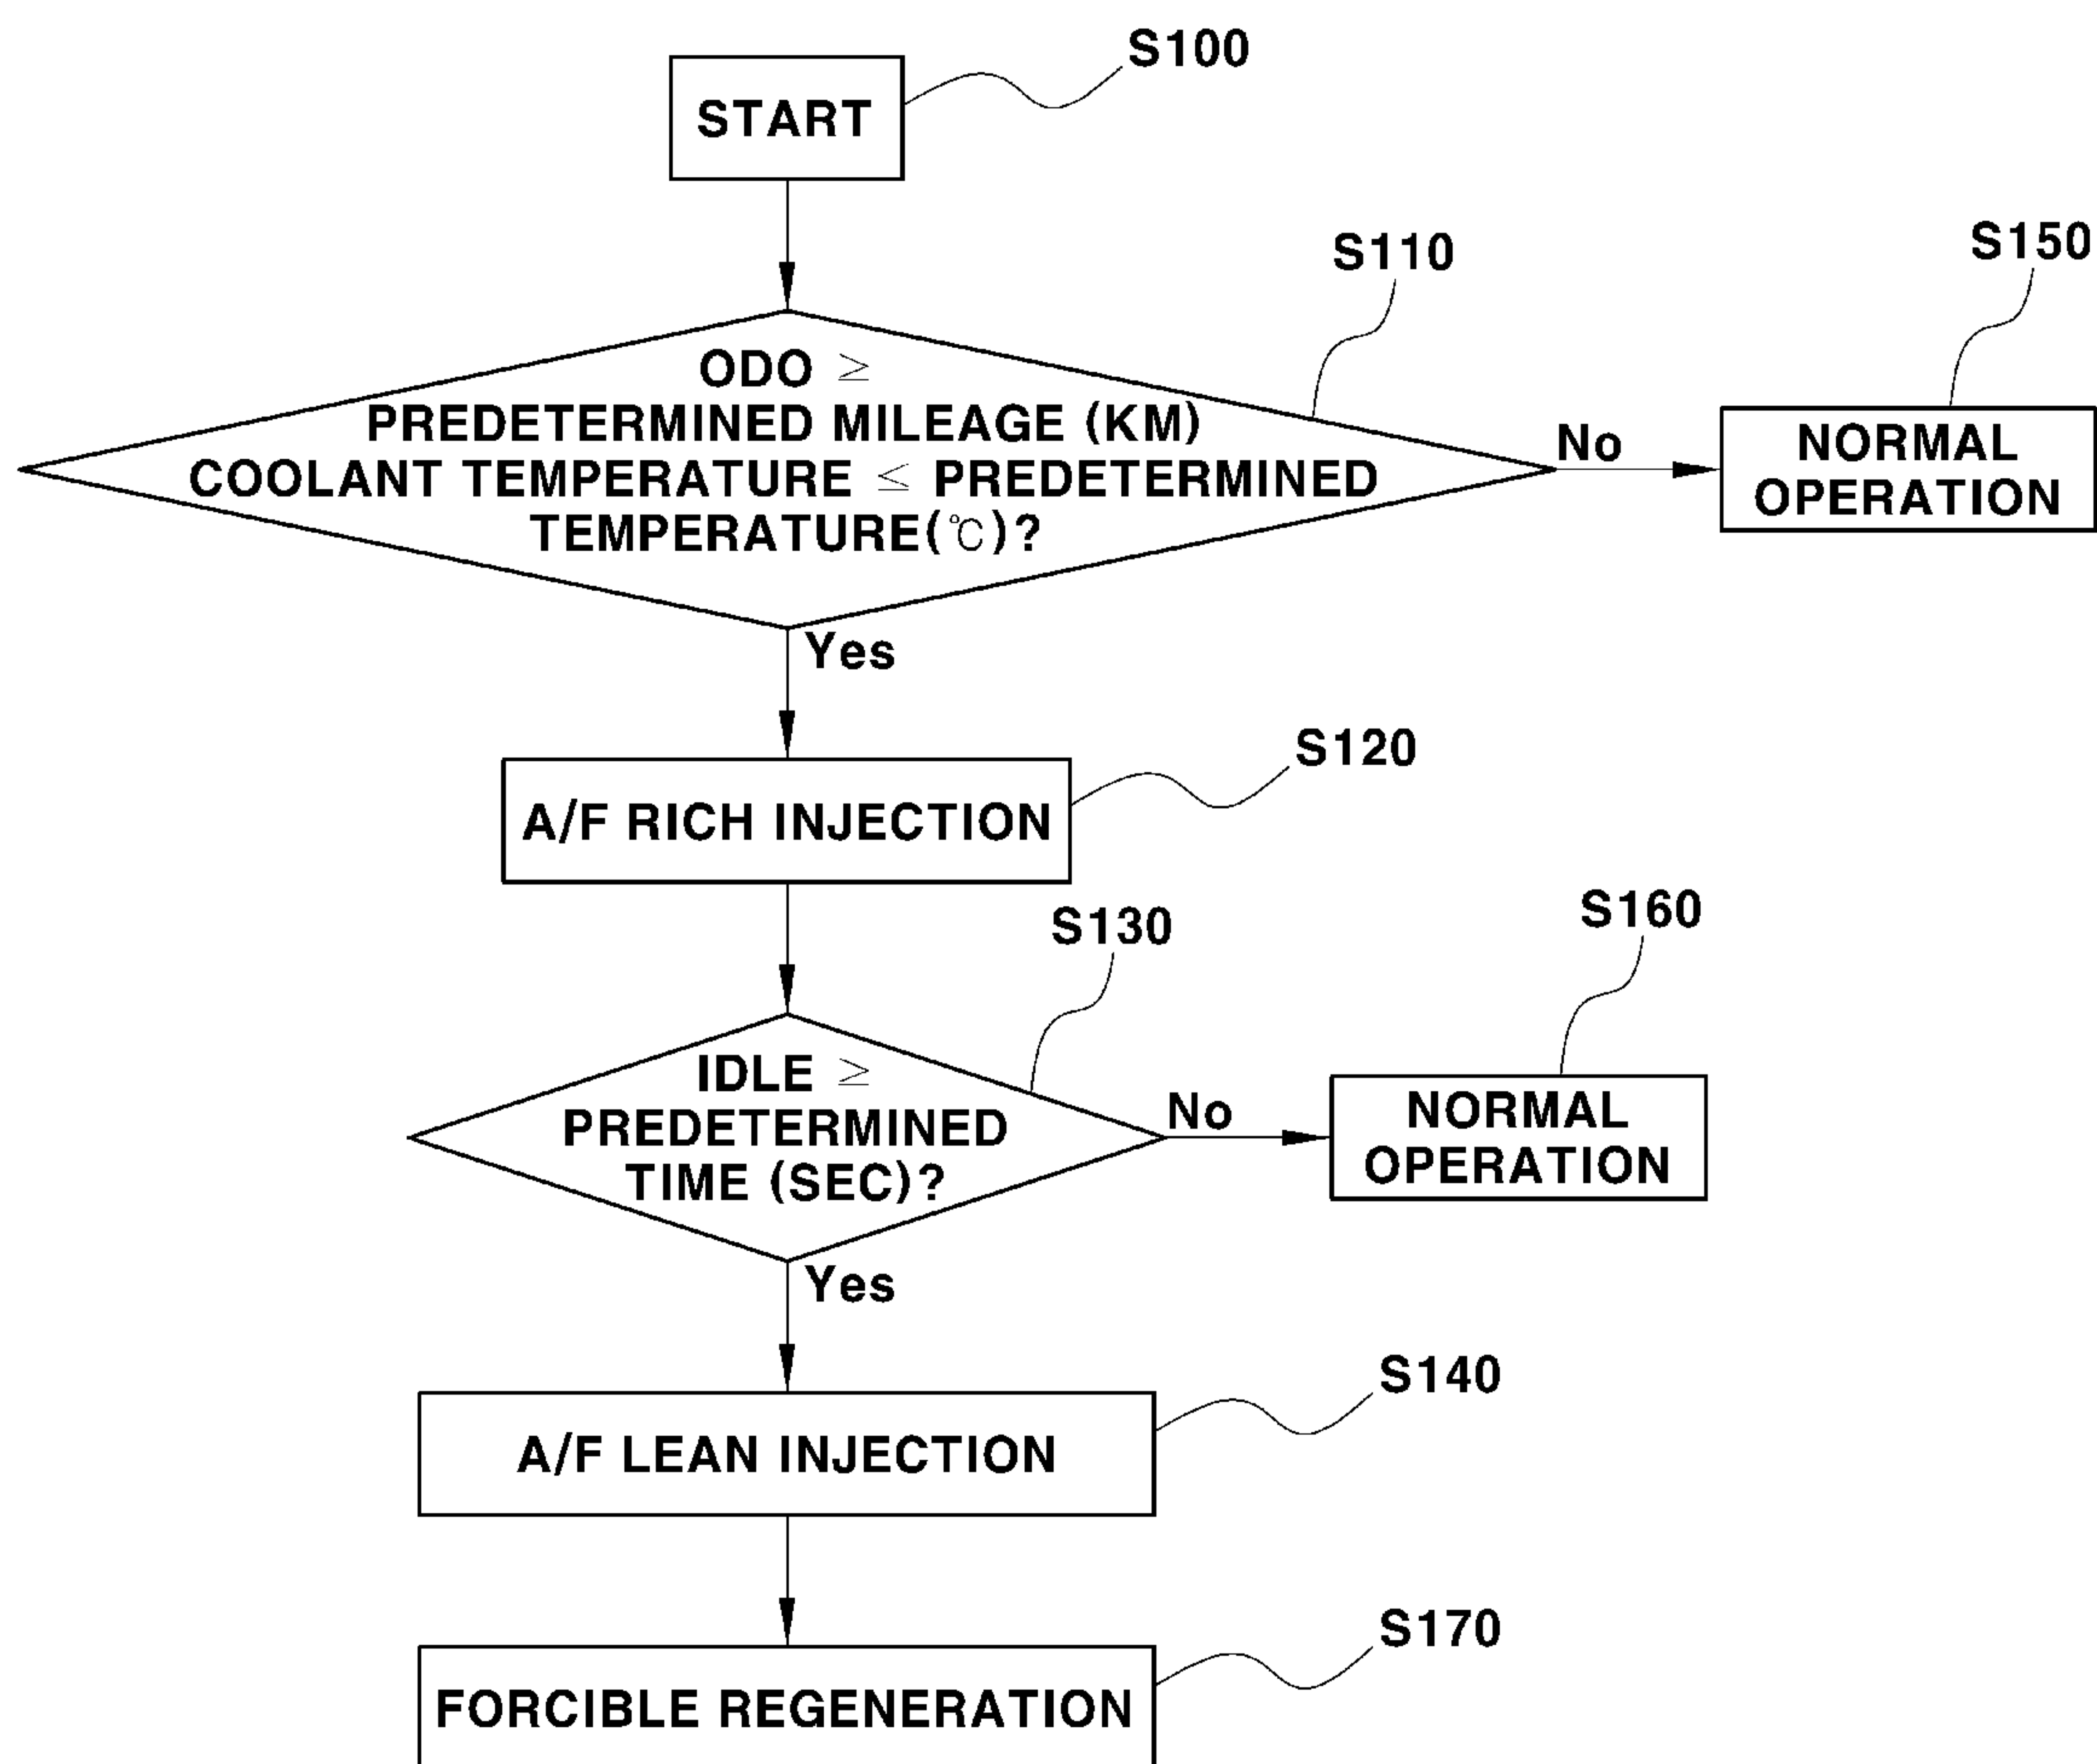 S100
START
S110
S150
ODO ≥
PREDETERMINED MILEAGE (KM)
COOLANT TEMPERATURE ≤ PREDETERMINED
TEMPERATURE(℃)?
No
NORMAL
OPERATION
Yes
S120
A/F RICH INJECTION
S130
S160
IDLE ≥
PREDETERMINED
TIME (SEC)?
No
NORMAL
OPERATION
Yes
S140
A/F LEAN INJECTION
S170
FORCIBLE REGENERATION